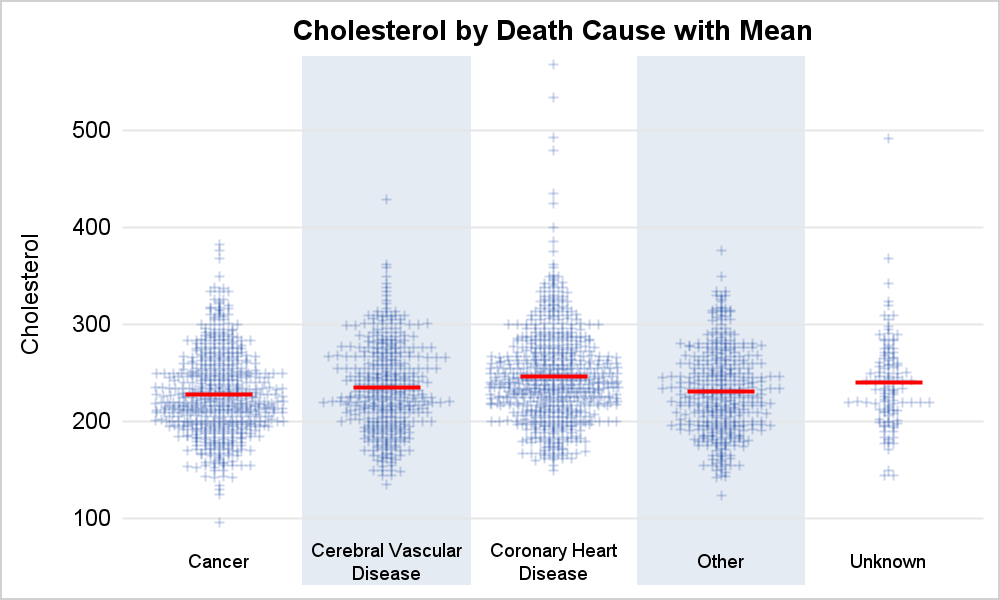 Cholesterol by Death Cause with Mean
Cholesterol
500
400
300
200
100
Cancer
Cerebral Vascular
Disease
Coronary Heart
Disease
Other
Unknown